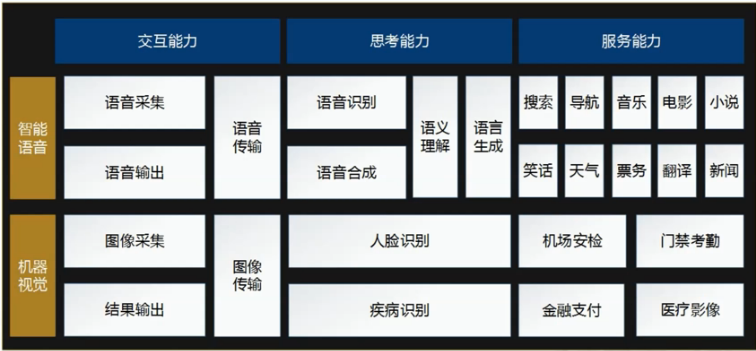 交互能力
思考能力
服务能力
智能
语音
语音采集
语音输出
语音
传输
语音识别
语音合成
语义
理解
语言
生成
搜索
导航
音乐
电影
小说
笑话
天气
票务
翻译
新闻
机器
视觉
图像采集
结果输出
图像
传输
人脸识别
疾病识别
机场安检
门禁考勤
金融支付
医疗影像